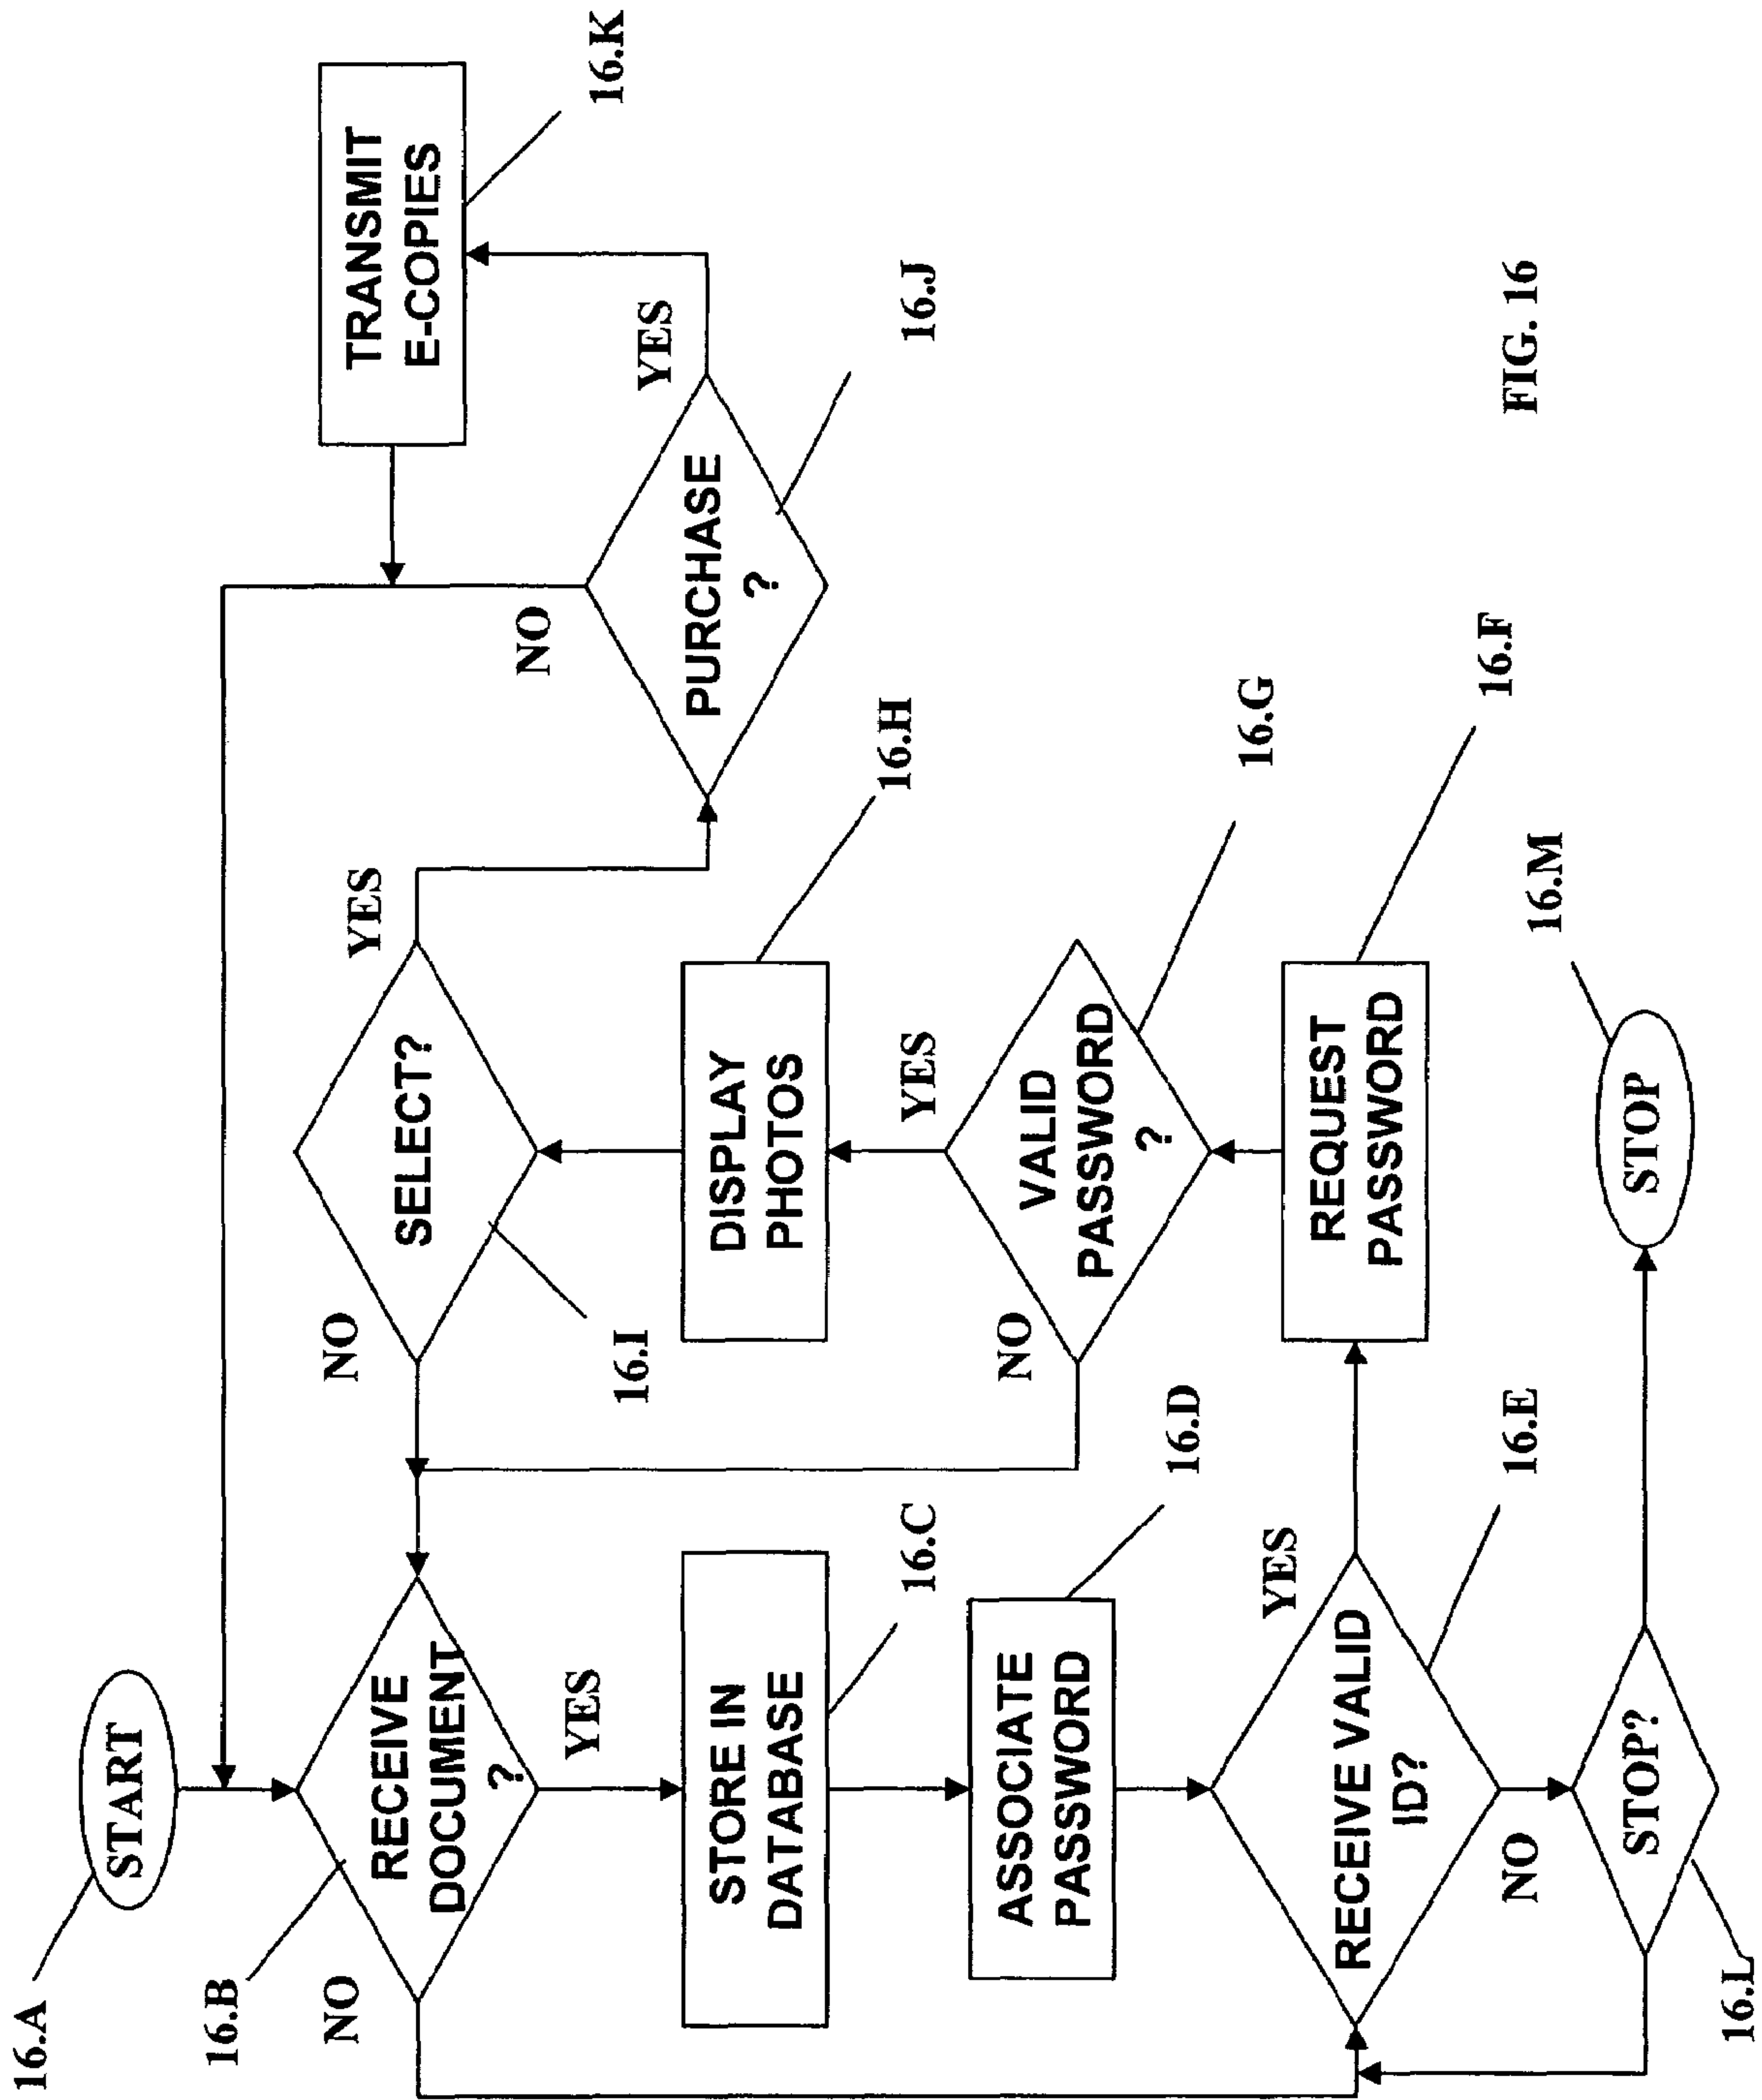 16.A
START
16.B
RECEIVE
DOCUMENT
?
NO
YES
STORE IN
DATABASE
16.C
ASSOCIATE
PASSWORD
16.D
RECEIVE VALID
ID?
YES
NO
16.E
STOP?
16.L
STOP
16.M
REQUEST
PASSWORD
16.F
VALID
PASSWORD
?
NO
YES
16.G
DISPLAY
PHOTOS
16.H
SELECT?
NO
YES
16.I
PURCHASE
?
NO
YES
16.J
TRANSMIT
E-COPIES
16.K
FIG. 16